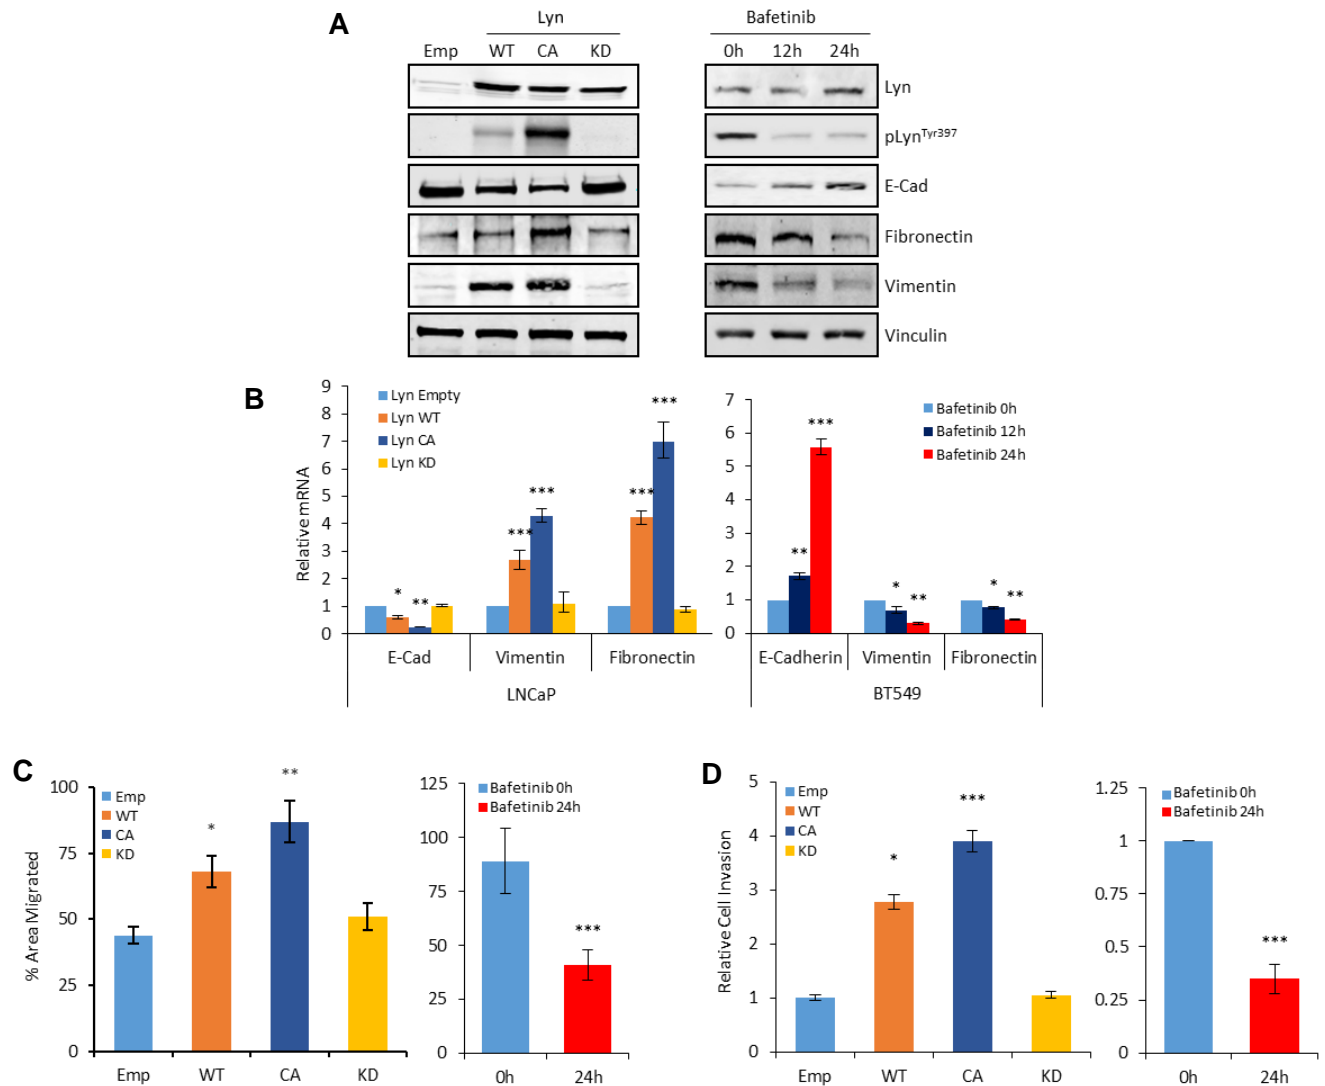 A
Lyn
Bafetinib
Emp WT CA KD
0h 12h 24h
Lyn
pLynTyr397
E-Cad
Fibronectin
Vimentin
Vinculin
B
Relative mRNA
9
8
7
6
5
4
3
2
1
0
Lyn Empty
Lyn WT
Lyn CA
Lyn KD
* ** *** *** *** ***
E-Cad Vimentin Fibronectin
LNCaP
7
6
5
4
3
2
1
0
Bafetinib 0h
Bafetinib 12h
Bafetinib 24h
** *** * ** * **
E-Cadherin Vimentin Fibronectin
BT549
C
% Area Migrated
100
75
50
25
0
Emp
WT
CA
KD
* **
Emp WT CA KD
125
100
75
50
25
0
Bafetinib 0h
Bafetinib 24h
***
0h 24h
D
Relative Cell Invasion
5
4
3
2
1
0
Emp
WT
CA
KD
* ***
Emp WT CA KD
1.25
1
0.75
0.5
0.25
0
Bafetinib 0h
Bafetinib 24h
***
0h 24h